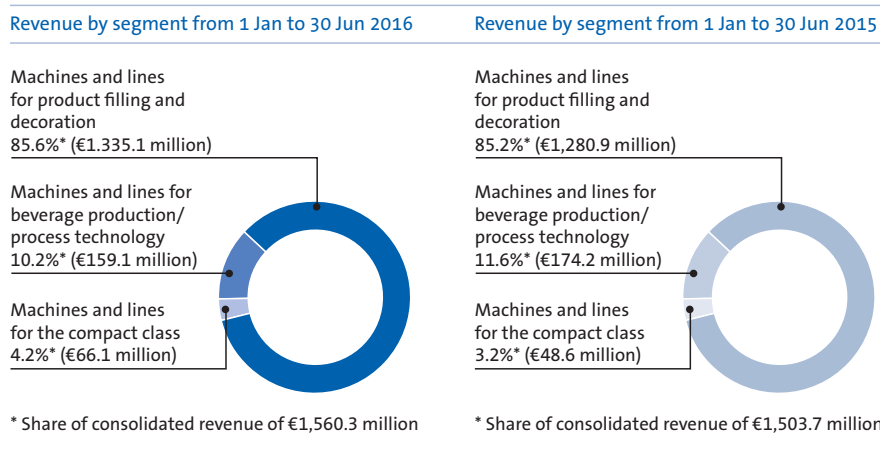 Revenue by segment from 1 Jan to 30 Jun 2016
Machines and lines
for product filling and
decoration
85.6%* (€1.335.1 million)
Machines and lines for
beverage production/
process technology
10.2%* (€159.1 million)
Machines and lines
for the compact class
4.2%* (€66.1 million)
* Share of consolidated revenue of €1,560.3 million
Revenue by segment from 1 Jan to 30 Jun 2015
Machines and lines
for product filling and
decoration
85.2%* (€1,280.9 million)
Machines and lines for
beverage production/
process technology
11.6%* (€174.2 million)
Machines and lines
for the compact class
3.2%* (€48.6 million)
* Share of consolidated revenue of €1,503.7 million